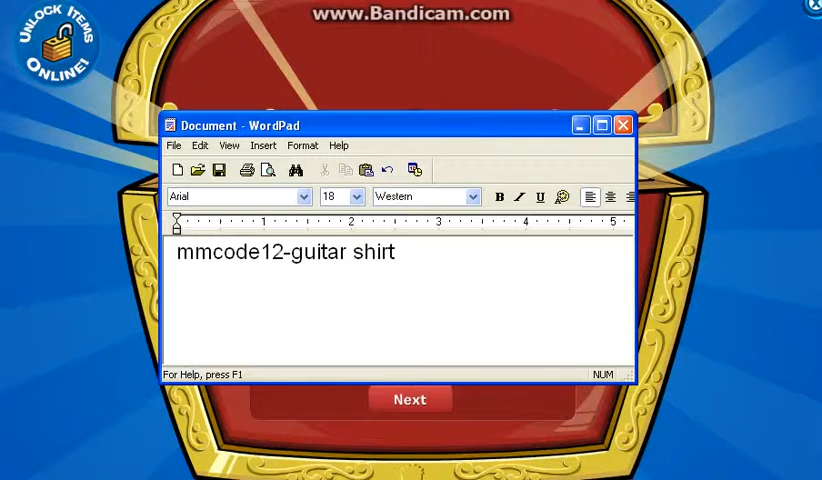 www.Bandicam.com
UNLOCK ITEMS
ONLINE!
Document - WordPad
File Edit View Insert Format Help
Arial 18 Western B I U
1 2 3 4 5
mmcode12-guitar shirt
For Help, press F1 NUM
Next